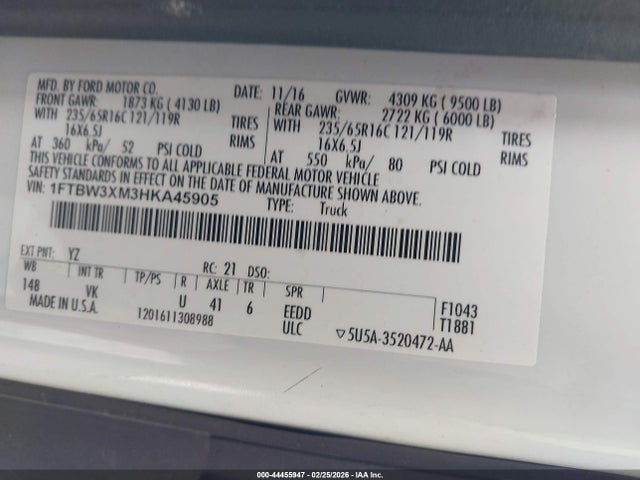 MFD. BY FORD MOTOR CO.
DATE: 11/16 GVWR: 4309 KG ( 9500 LB)
FRONT GAWR: 1873 KG ( 4130 LB) REAR GAWR: 2722 KG ( 6000 LB)
WITH 235/65R16C 121/119R TIRES WITH 235/65R16C 121/119R TIRES
16X6.5J RIMS 16X6.5J RIMS
AT 360 kPa/ 52 PSI COLD AT 550 kPa/ 80 PSI COLD
THIS VEHICLE CONFORMS TO ALL APPLICABLE FEDERAL MOTOR VEHICLE
SAFETY STANDARDS IN EFFECT ON THE DATE OF MANUFACTURE SHOWN ABOVE.
VIN: 1FTBW3XM3HKA45905
TYPE: Truck
EXT PNT: YZ RC: 21 DSO:
WB INT TR TP/PS R AXLE TR SPR
148 VK U 41 6 EEDD F1043
MADE IN U.S.A. 1201611308988 ULC T1881
▽5U5A-3520472-AA
000-44455947 - 02/25/2026 - IAA Inc.